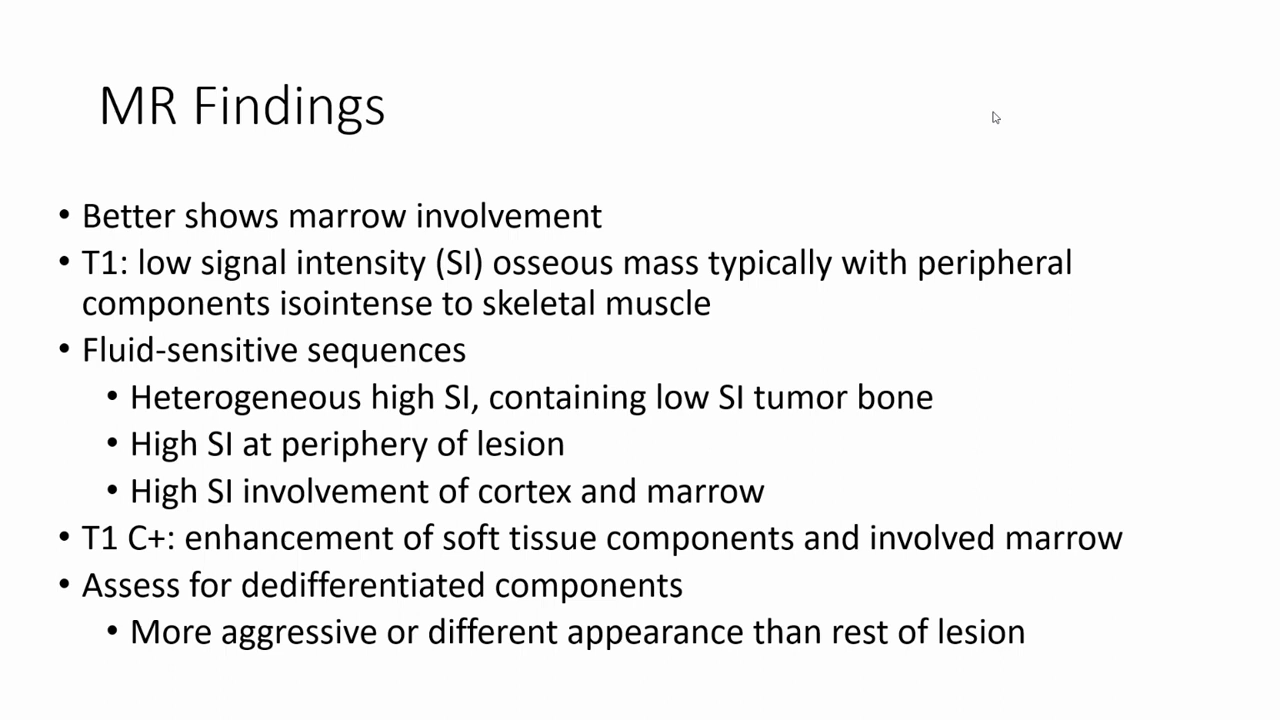 MR Findings
• Better shows marrow involvement
• T1: low signal intensity (SI) osseous mass typically with peripheral
components isointense to skeletal muscle
• Fluid-sensitive sequences
• Heterogeneous high SI, containing low SI tumor bone
• High SI at periphery of lesion
• High SI involvement of cortex and marrow
• T1 C+: enhancement of soft tissue components and involved marrow
• Assess for dedifferentiated components
• More aggressive or different appearance than rest of lesion